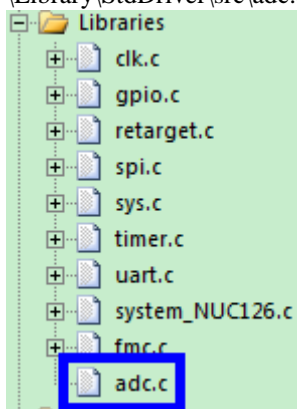 \Library\StdDriver\src\adc.
Libraries
clk.c
gpio.c
retarget.c
spi.c
sys.c
timer.c
uart.c
system_NUC126.c
fmc.c
adc.c